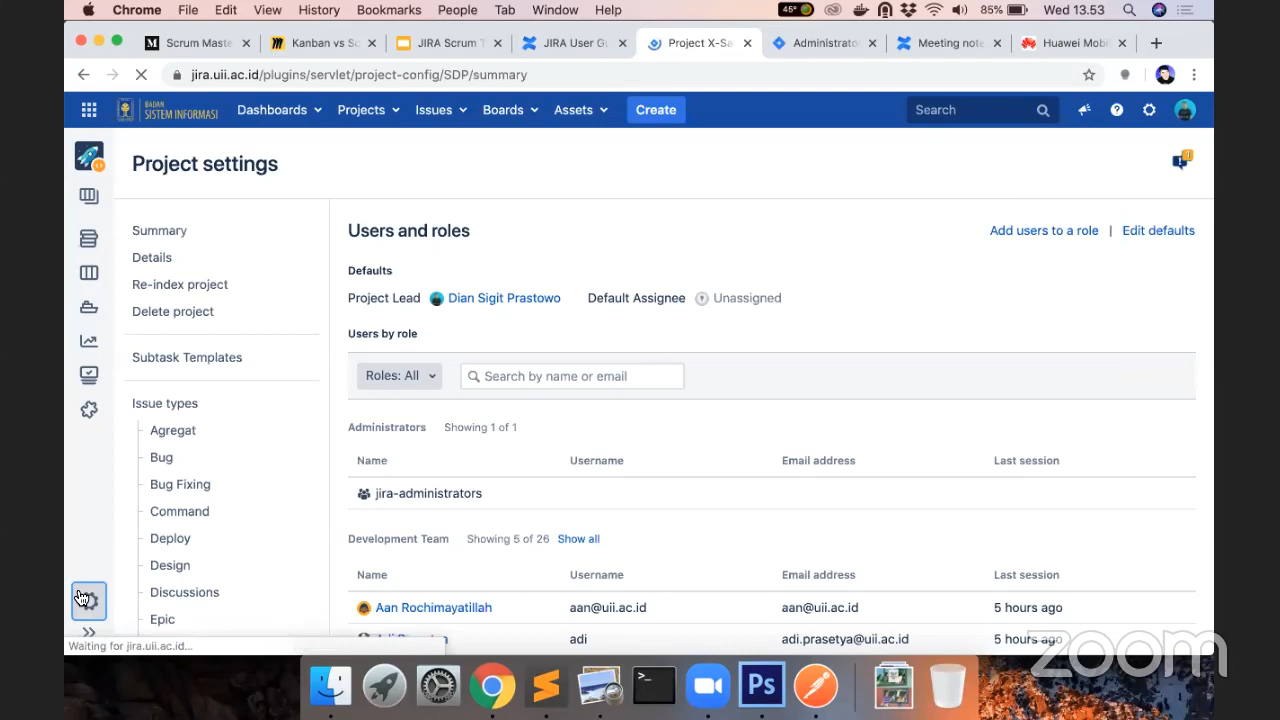 Chrome File Edit View History Bookmarks People Tab Window Help 45° 85% Wed 13.53
Scrum Maste Kanban vs Sc JIRA Scrum T JIRA User Gu Project X-Sa Administrato Meeting note Huawei Mobi
jira.uii.ac.id/plugins/servlet/project-config/SDP/summary
BADAN
SISTEM INFORMASI
Dashboards Projects Issues Boards Assets Create Search
Project settings
Summary
Details
Re-index project
Delete project
Subtask Templates
Issue types
Agregat
Bug
Bug Fixing
Command
Deploy
Design
Discussions
Epic
Waiting for jira.uii.ac.id...
Users and roles
Add users to a role | Edit defaults
Defaults
Project Lead Dian Sigit Prastowo Default Assignee Unassigned
Users by role
Roles: All Search by name or email
Administrators Showing 1 of 1
Name Username Email address Last session
jira-administrators
Development Team Showing 5 of 26 Show all
Name Username Email address Last session
Aan Rochimayatillah aan@uii.ac.id aan@uii.ac.id 5 hours ago
adi adi.prasetya@uii.ac.id 5 hours ago
zoom
Ps